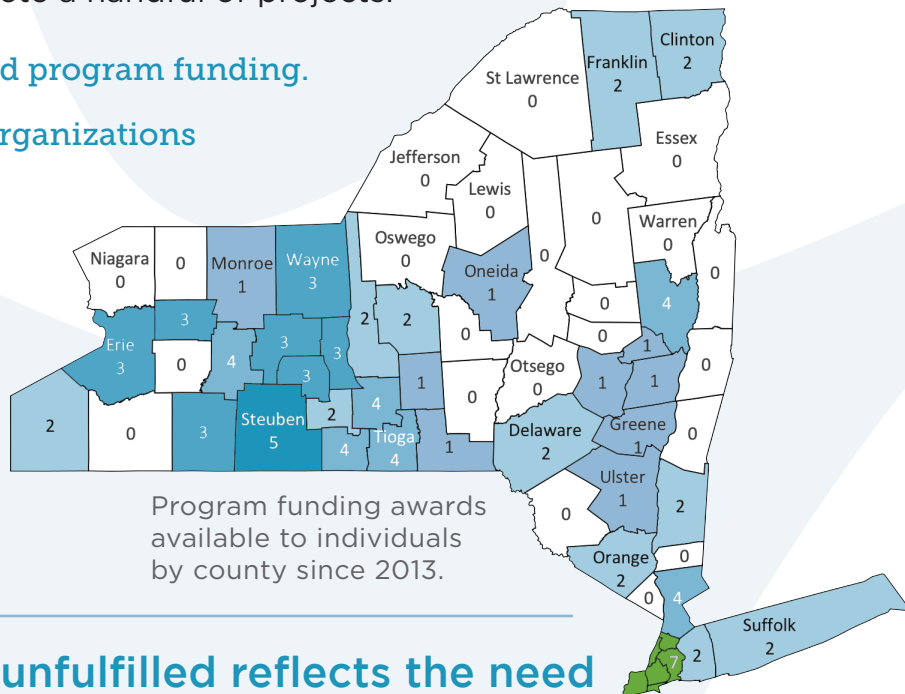 d program funding.
rganizations
Clinton
2
Franklin
2
St Lawrence
0
Essex
0
Jefferson
0
Lewis
0
0
Warren
0
Oswego
0
0
0
Niagara
0
0
Monroe
1
Wayne
3
Oneida
1
4
0
3
2
2
0
0
1
Erie
3
0
4
3
3
3
Otsego
0
1
1
0
1
0
2
4
2
0
3
Steuben
5
4
Tioga
4
1
Delaware
2
Greene
1
0
Ulster
1
0
2
Orange
2
0
0
4
Suffolk
2
2
7
Program funding awards
available to individuals
by county since 2013.
unfulfilled reflects the need